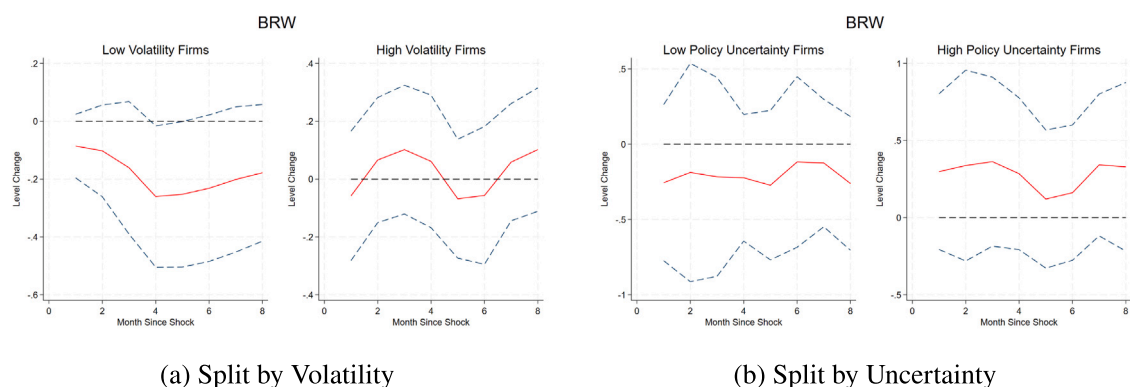 BRW
Low Volatility Firms
High Volatility Firms
Level Change
.2
0
-.2
-.4
-.6
0 2 4 6 8
Month Since Shock
Level Change
.4
.2
0
-.2
-.4
0 2 4 6 8
Month Since Shock
(a) Split by Volatility
BRW
Low Policy Uncertainty Firms
High Policy Uncertainty Firms
Level Change
.5
0
-.5
-1
0 2 4 6 8
Month Since Shock
Level Change
1
.5
0
-.5
0 2 4 6 8
Month Since Shock
(b) Split by Uncertainty